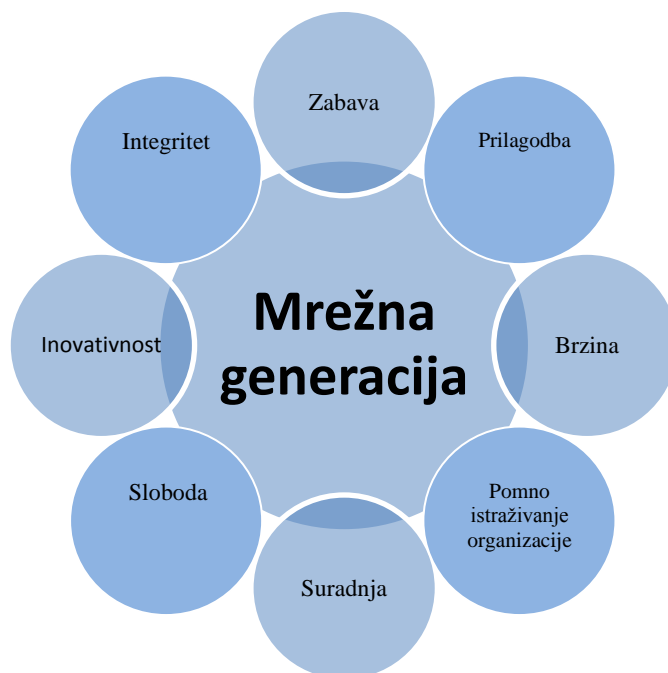 Zabava
Integritet
Prilagodba
Mrežna
generacija
Inovativnost
Brzina
Sloboda
Pomno
istraživanje
organizacije
Suradnja